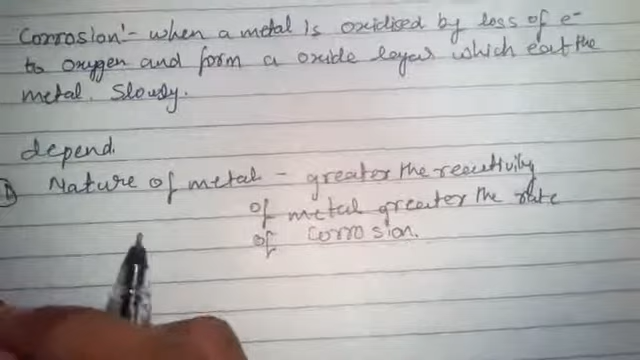 Corrosion:- when a metal is oxidised by loss of e-
to oxygen and form a oxide layer which eat the
metal. Slowly.
depend.
1) Nature of metal - greater the reactivity
of metal greater the rate
of corrosion.